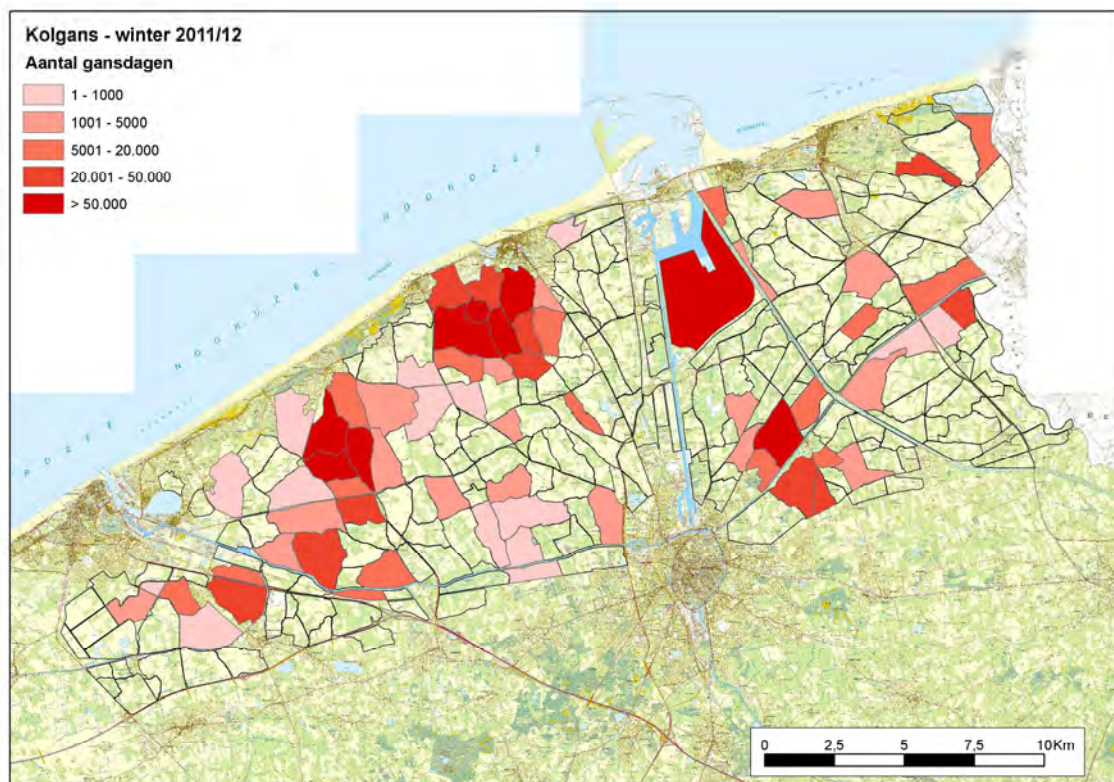 Kolgans - winter 2011/12
Aantal gansdagen
1 - 1000
1001 - 5000
5001 - 20.000
20.001 - 50.000
> 50.000
N O O R D Z E E
N O O R D Z E E
0 2,5 5 7,5 10Km